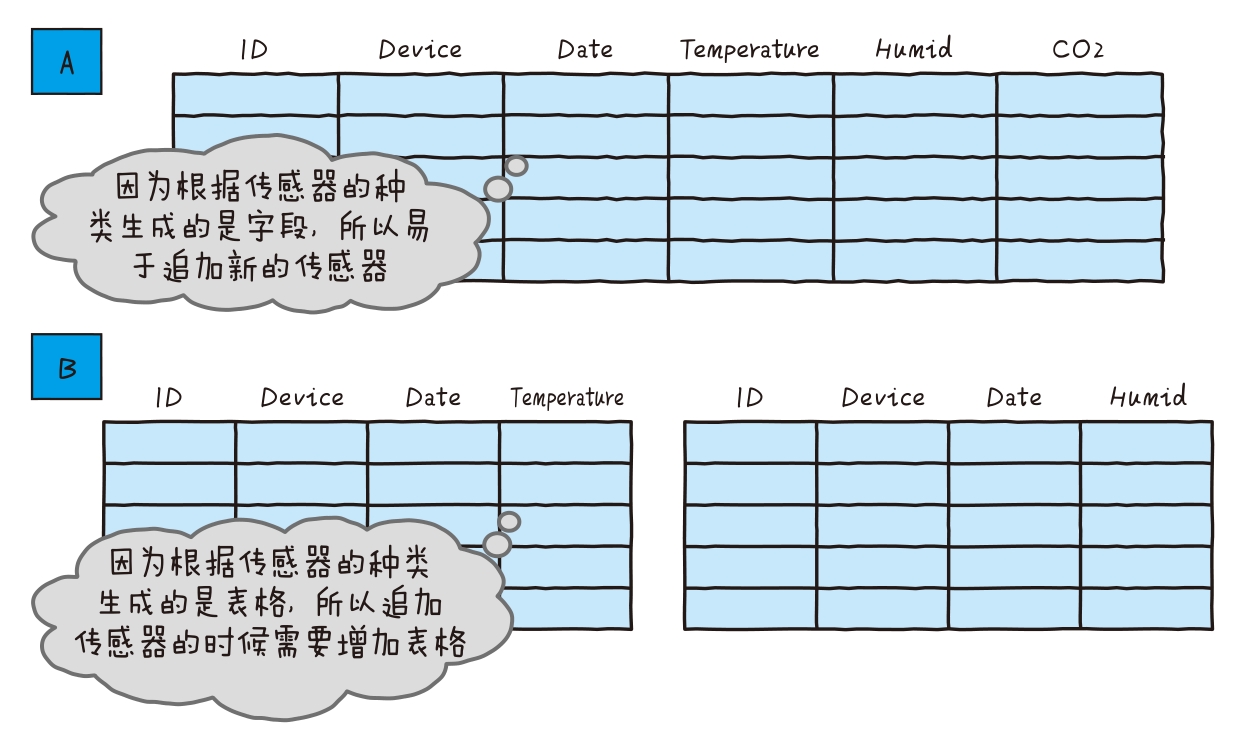 A
ID Device Date Temperature Humid CO2
因为根据传感器的种
类生成的是字段，所以易
于追加新的传感器
B
ID Device Date Temperature
ID Device Date Humid
因为根据传感器的种类
生成的是表格，所以追加
传感器的时候需要增加表格